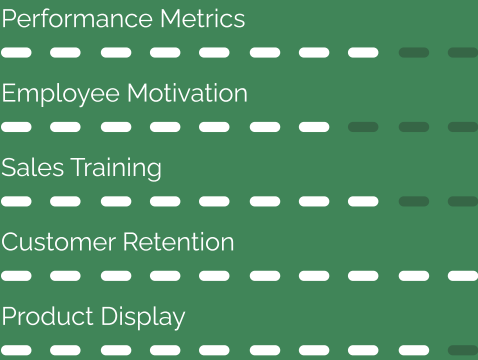 Performance Metrics
Employee Motivation
Sales Training
Customer Retention
Product Display